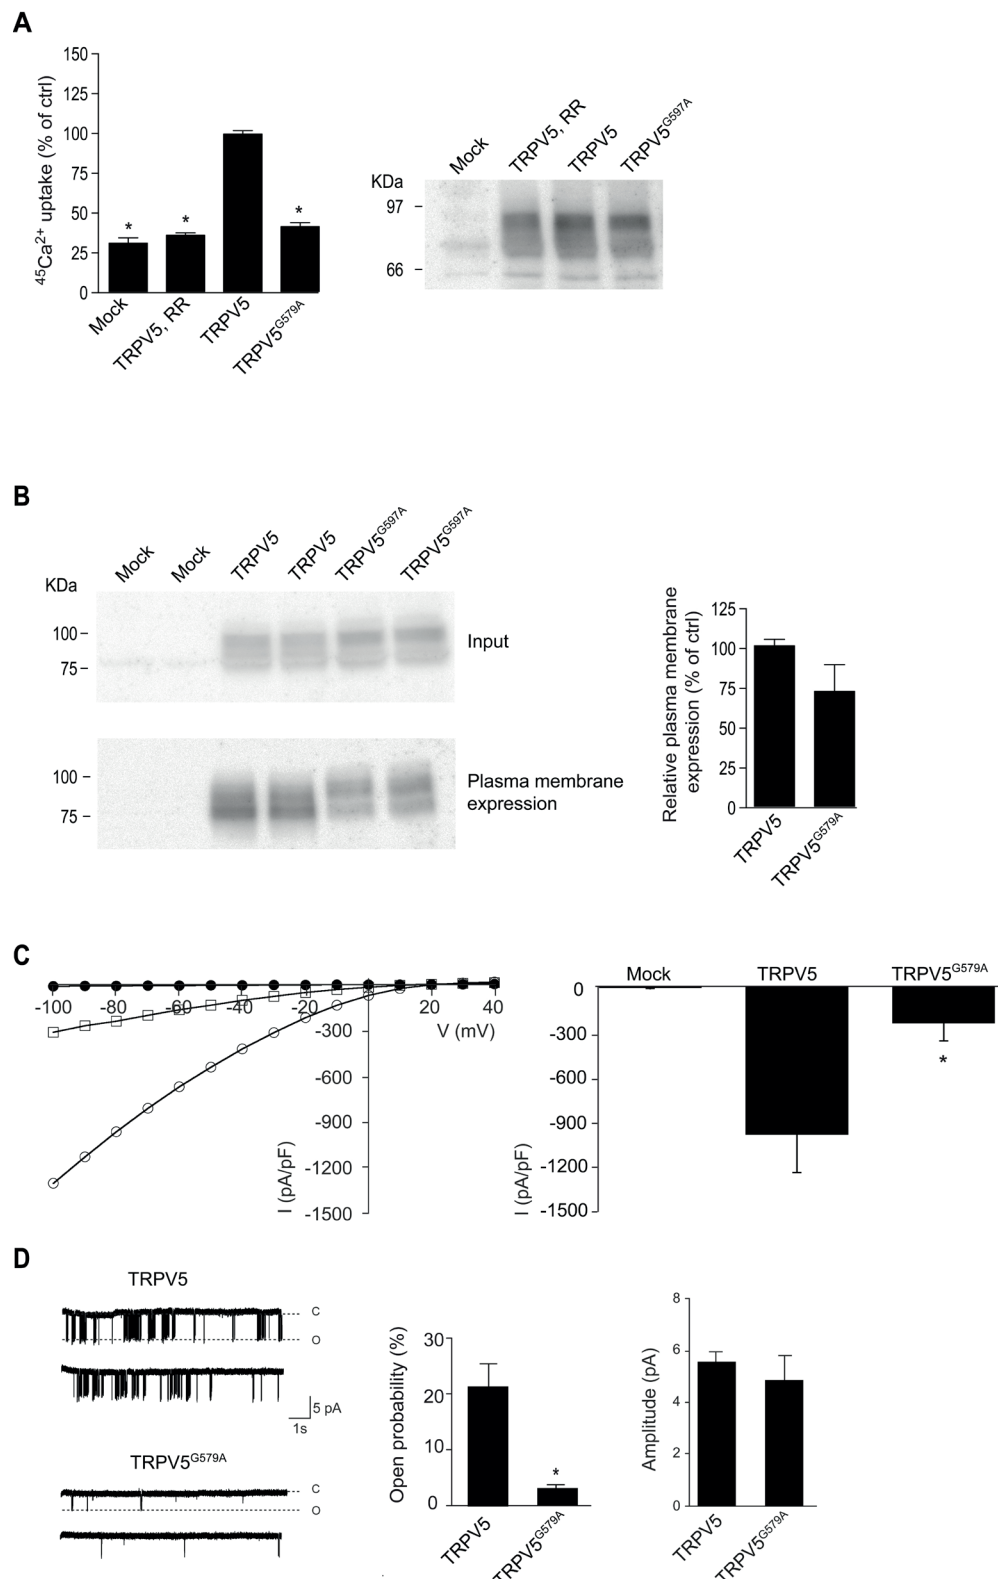 A
45Ca2+ uptake (% of ctrl)
150
125
100
75
50
25
0
*
*
*
Mock
TRPV5, RR
TRPV5
TRPV5G579A
Mock
TRPV5, RR
TRPV5
TRPV5G597A
KDa
97
66
B
Mock
Mock
TRPV5
TRPV5
TRPV5G597A
TRPV5G597A
KDa
100
75
Input
100
75
Plasma membrane
expression
Relative plasma membrane
expression (% of ctrl)
125
100
75
50
25
0
TRPV5
TRPV5G579A
C
-100 -80 -60 -40 -20 20 40
V (mV)
-300
-600
-900
-1200
-1500
I (pA/pF)
Mock TRPV5 TRPV5G579A
0
-300
-600
-900
-1200
-1500
I (pA/pF)
*
D
TRPV5
C
O
5 pA
1s
TRPV5G579A
C
O
Open probability (%)
30
20
10
0
*
TRPV5
TRPV5G579A
Amplitude (pA)
8
6
4
2
0
TRPV5
TRPV5G579A